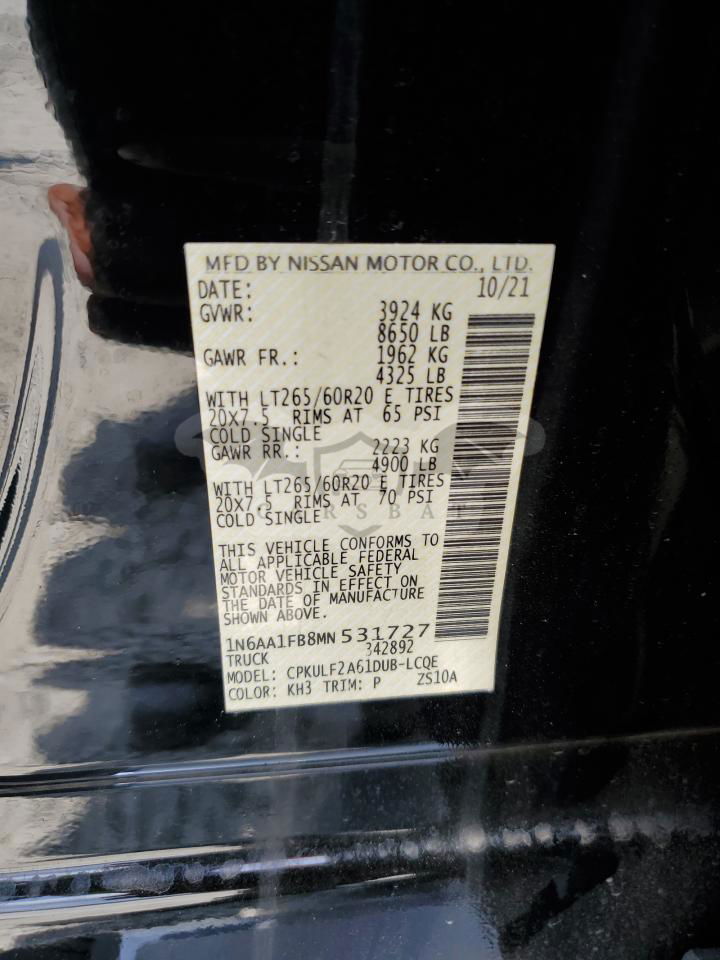 MFD BY NISSAN MOTOR CO., LTD.
DATE: 10/21
GVWR: 3924 KG
8650 LB
GAWR FR.: 1962 KG
4325 LB
WITH LT265/60R20 E TIRES
20X7.5 RIMS AT 65 PSI
COLD SINGLE
GAWR RR.: 2223 KG
4900 LB
WITH LT265/60R20 E TIRES
20X7.5 RIMS AT 70 PSI
COLD SINGLE
THIS VEHICLE CONFORMS TO
ALL APPLICABLE FEDERAL
MOTOR VEHICLE SAFETY
STANDARDS IN EFFECT ON
THE DATE OF MANUFACTURE
SHOWN ABOVE.
1N6AA1FB8MN531727
TRUCK 342892
MODEL: CPKULF2A61DUB-LCQE
COLOR: KH3 TRIM: P ZS10A